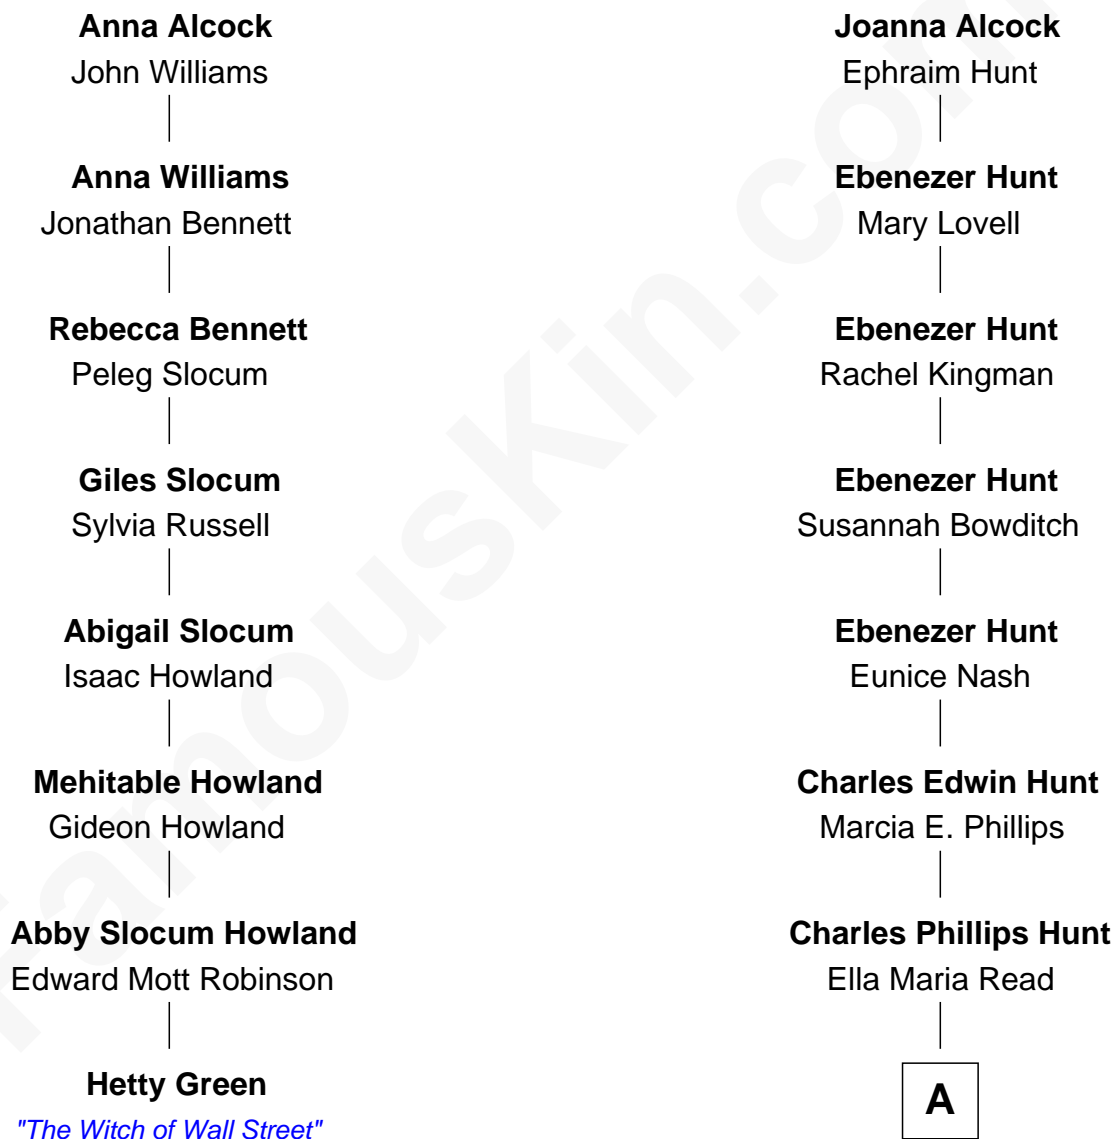 Anna Alcock
John Williams
Anna Williams
Jonathan Bennett
Rebecca Bennett
Peleg Slocum
Giles Slocum
Sylvia Russell
Abigail Slocum
Isaac Howland
Mehitable Howland
Gideon Howland
Abby Slocum Howland
Edward Mott Robinson
Hetty Green
"The Witch of Wall Street"
Joanna Alcock
Ephraim Hunt
Ebenezer Hunt
Mary Lovell
Ebenezer Hunt
Rachel Kingman
Ebenezer Hunt
Susannah Bowditch
Ebenezer Hunt
Eunice Nash
Charles Edwin Hunt
Marcia E. Phillips
Charles Phillips Hunt
Ella Maria Read
A
FamousKin.com